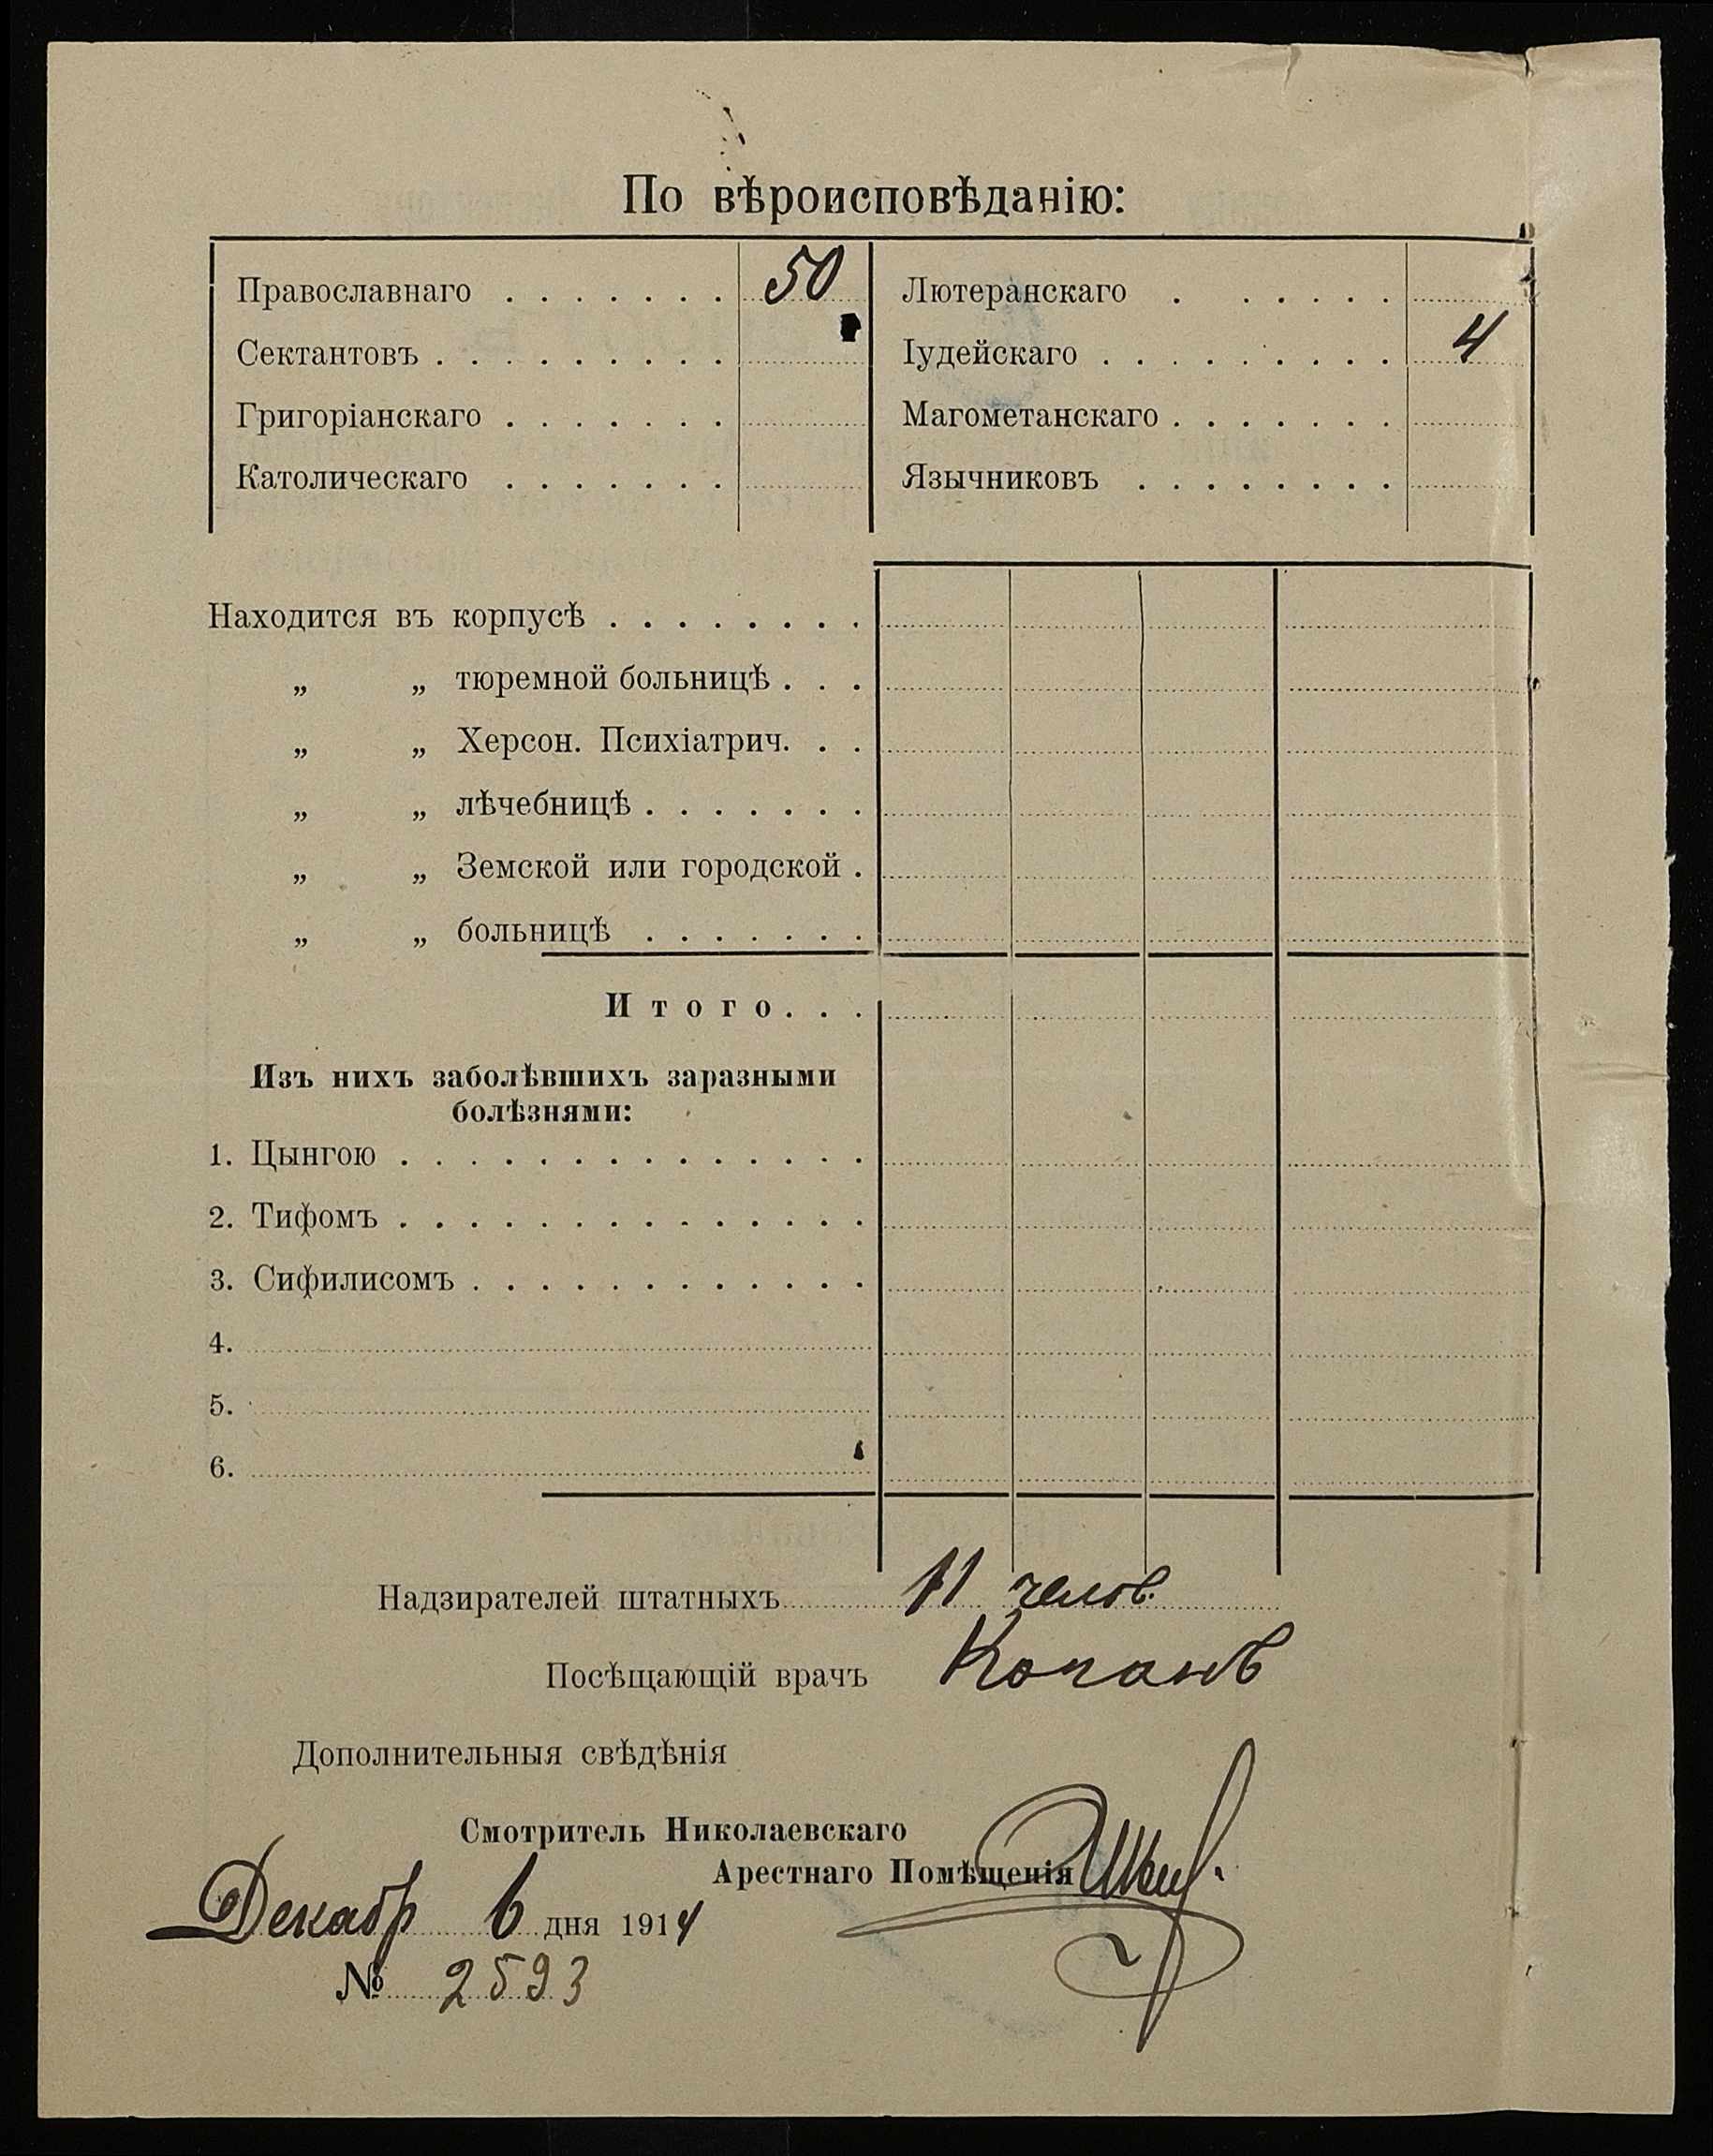 По вѣроисповѣданію:
Православнаго . . . . . . . 50
Сектантовъ . . . . . . . . .
Григоріанскаго . . . . . . .
Католическаго . . . . . . .
Лютеранскаго . . . . . .
Іудейскаго . . . . . . . . . 4
Магометанскаго . . . . . . .
Язычниковъ . . . . . . . .
Находится въ корпусѣ . . . . . . . .
„ „ тюремной больницѣ . . .
„ „ Херсон. Психіатрич. . .
„ „ лѣчебницѣ . . . . . . .
„ „ Земской или городской .
„ „ больницѣ . . . . . . .
Итого . . .
Изъ нихъ заболѣвшихъ заразными
болѣзнями:
1. Цынгою . . . . . . . . . . . . . .
2. Тифомъ . . . . . . . . . . . . . .
3. Сифилисомъ . . . . . . . . . . . .
4.
5.
6.
Надзирателей штатныхъ 11 челов.
Посѣщающій врачъ
Дополнительныя свѣдѣнія
Смотритель Николаевскаго
Арестнаго Помѣщенія
Декабр 6 дня 1914
№ 2593